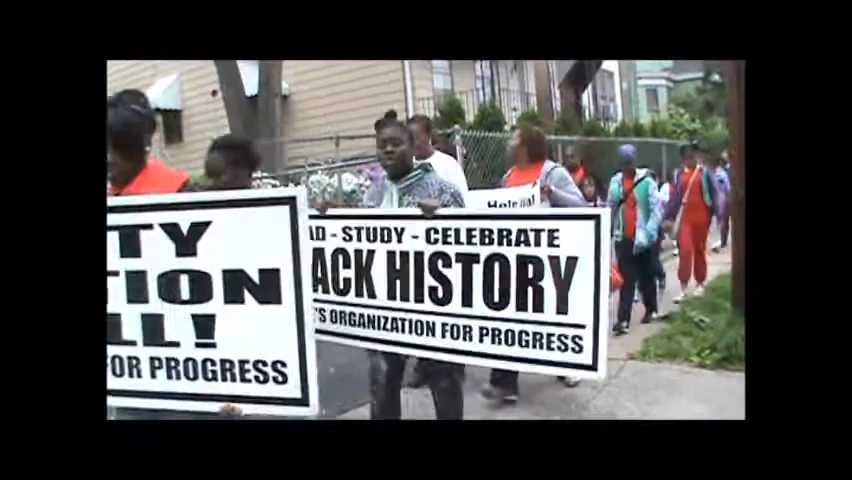 TY
TION
LL!
FOR PROGRESS
AD - STUDY - CELEBRATE
ACK HISTORY
'S ORGANIZATION FOR PROGRESS